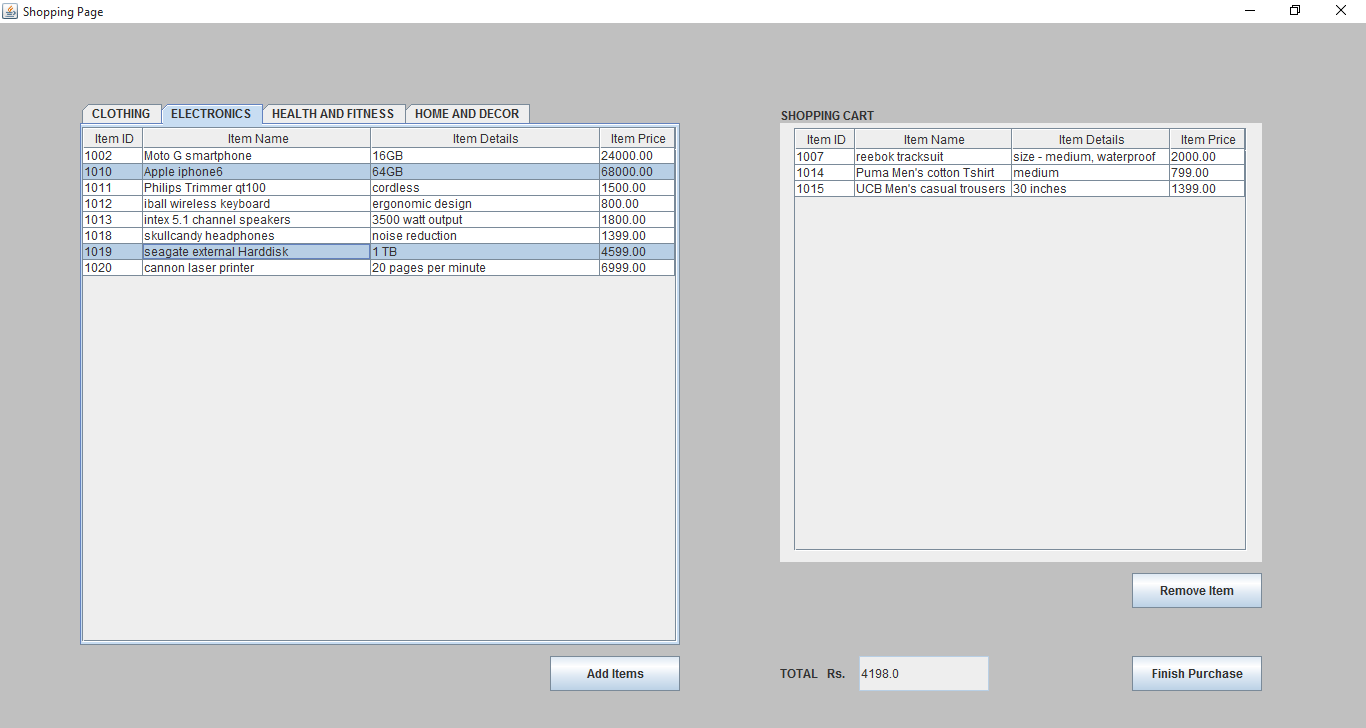 Shopping Page
CLOTHING ELECTRONICS HEALTH AND FITNESS HOME AND DECOR
Item ID Item Name Item Details Item Price
1002 Moto G smartphone 16GB 24000.00
1010 Apple iphone6 64GB 68000.00
1011 Philips Trimmer qt100 cordless 1500.00
1012 iball wireless keyboard ergonomic design 800.00
1013 intex 5.1 channel speakers 3500 watt output 1800.00
1018 skullcandy headphones noise reduction 1399.00
1019 seagate external Harddisk 1 TB 4599.00
1020 cannon laser printer 20 pages per minute 6999.00
Add Items
SHOPPING CART
Item ID Item Name Item Details Item Price
1007 reebok tracksuit size - medium, waterproof 2000.00
1014 Puma Men's cotton Tshirt medium 799.00
1015 UCB Men's casual trousers 30 inches 1399.00
Remove Item
TOTAL Rs. 4198.0
Finish Purchase